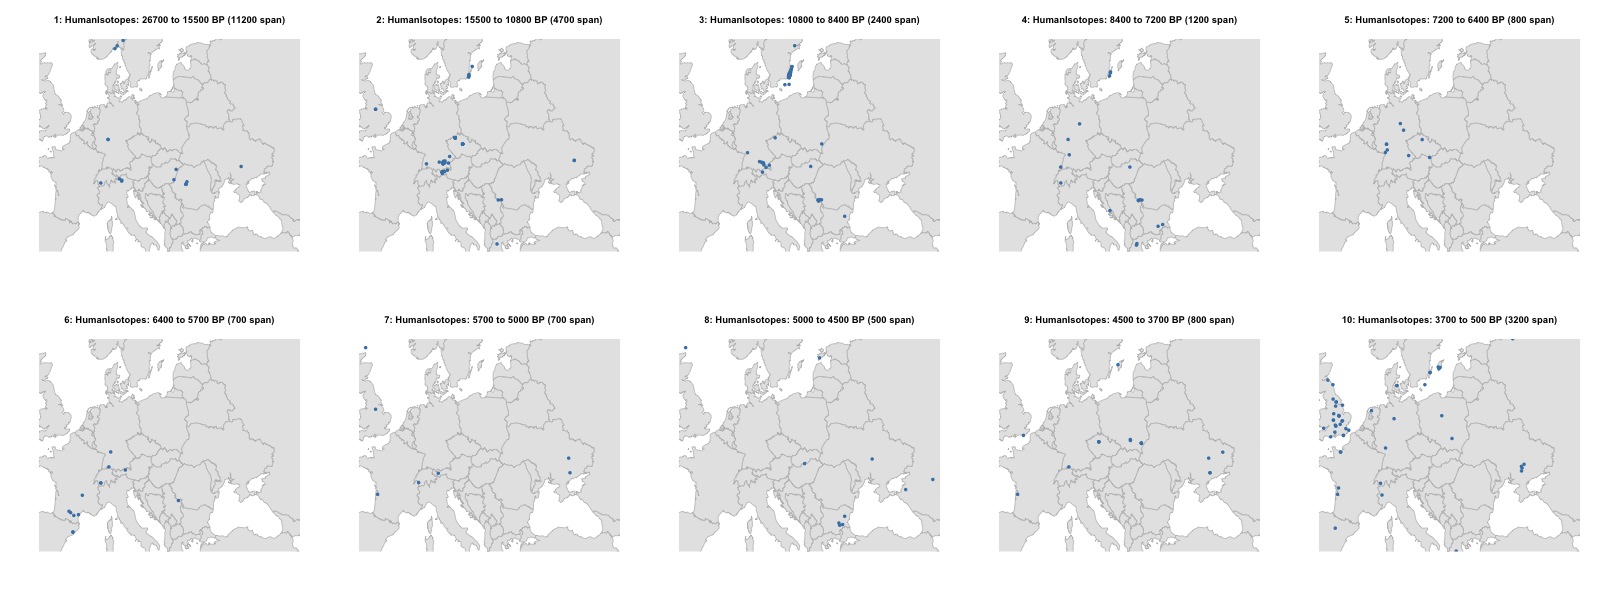 1: HumanIsotopes: 26700 to 15500 BP (11200 span)
2: HumanIsotopes: 15500 to 10800 BP (4700 span)
3: HumanIsotopes: 10800 to 8400 BP (2400 span)
4: HumanIsotopes: 8400 to 7200 BP (1200 span)
5: HumanIsotopes: 7200 to 6400 BP (800 span)
6: HumanIsotopes: 6400 to 5700 BP (700 span)
7: HumanIsotopes: 5700 to 5000 BP (700 span)
8: HumanIsotopes: 5000 to 4500 BP (500 span)
9: HumanIsotopes: 4500 to 3700 BP (800 span)
10: HumanIsotopes: 3700 to 500 BP (3200 span)